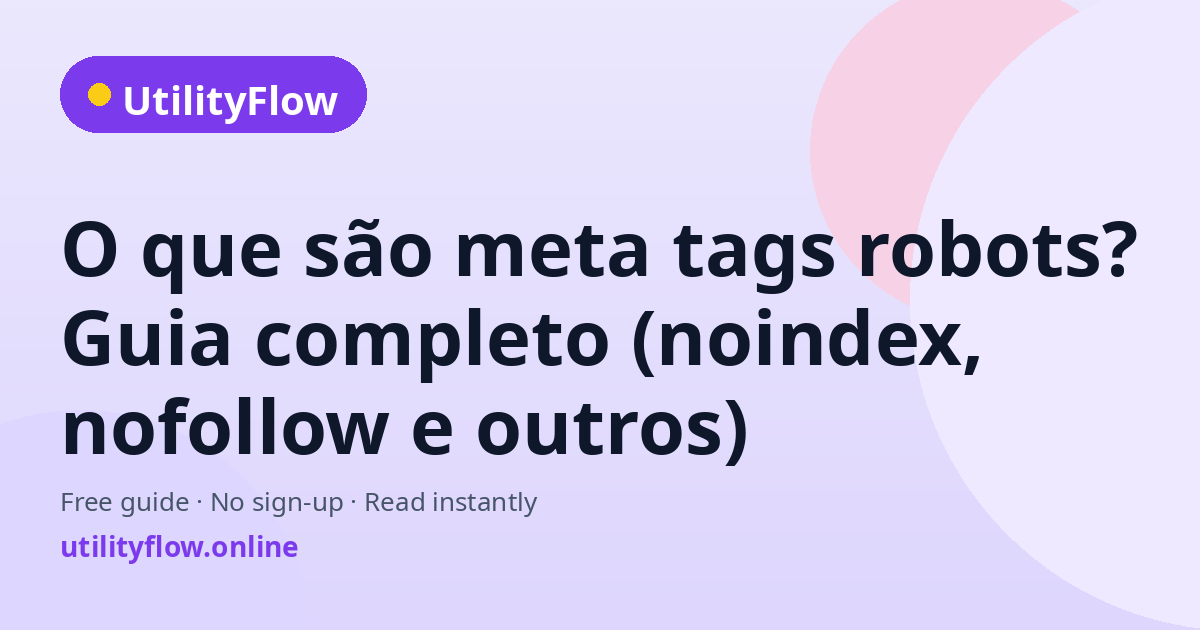 UtilityFlow
O que são meta tags robots?
Guia completo (noindex,
nofollow e outros)
Free guide · No sign-up · Read instantly
utilityflow.online